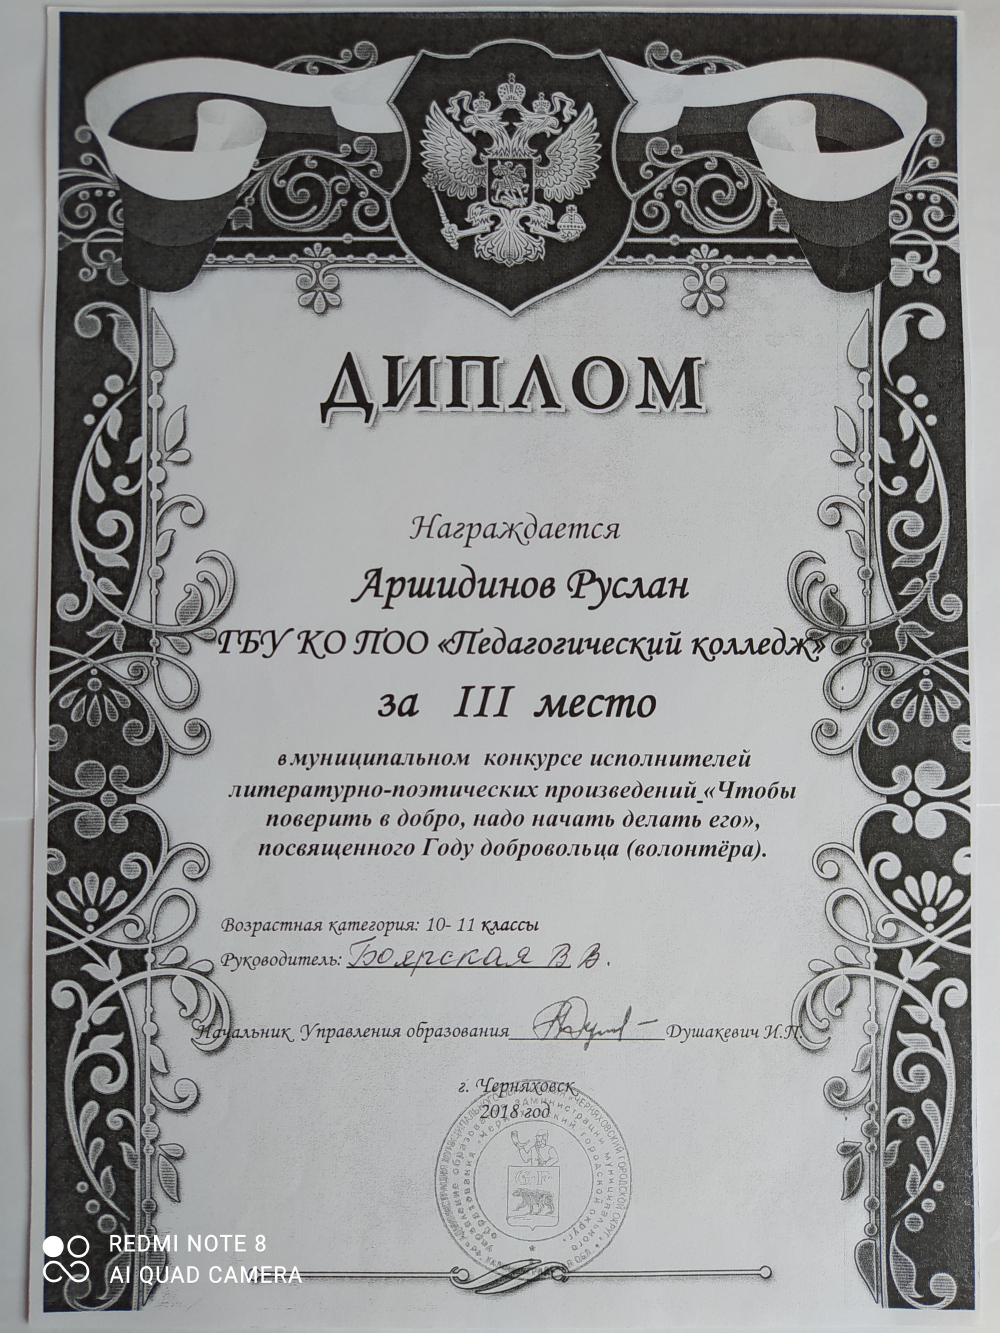 ДИПЛОМ
Награждается
Аршидинов Руслан
ГБУ КО ПОО «Педагогический колледж»
за III место
в муниципальном конкурсе исполнителей
литературно-поэтических произведений «Чтобы
поверить в добро, надо начать делать его»,
посвященного Году добровольца (волонтёра).
Возрастная категория: 10- 11 классы
Руководитель: Боярская В В.
Начальник Управления образования Душакевич И.П.
г. Черняховск
2018 год
G F
REDMI NOTE 8
AI QUAD CAMERA